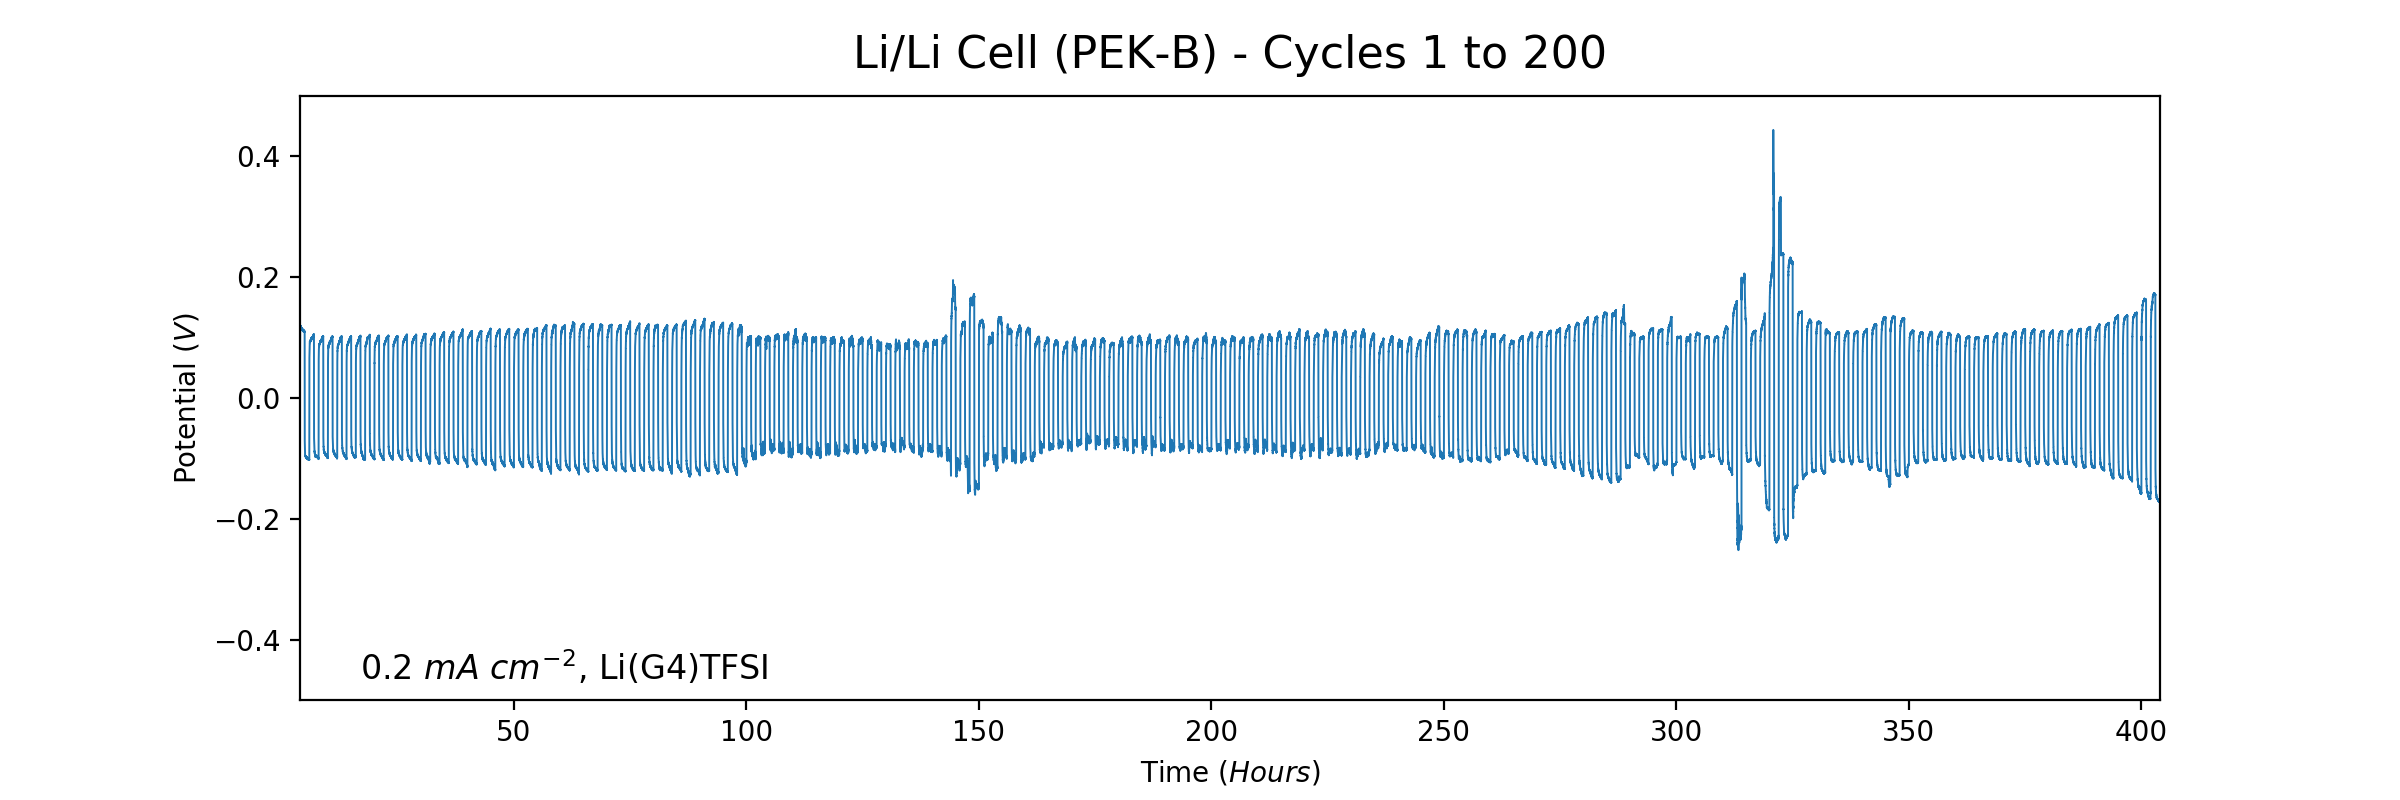 Li/Li Cell (PEK-B) - Cycles 1 to 200
0.4
0.2
0.0
−0.2
−0.4
Potential (V)
0.2 mA cm⁻², Li(G4)TFSI
50 100 150 200 250 300 350 400
Time (Hours)